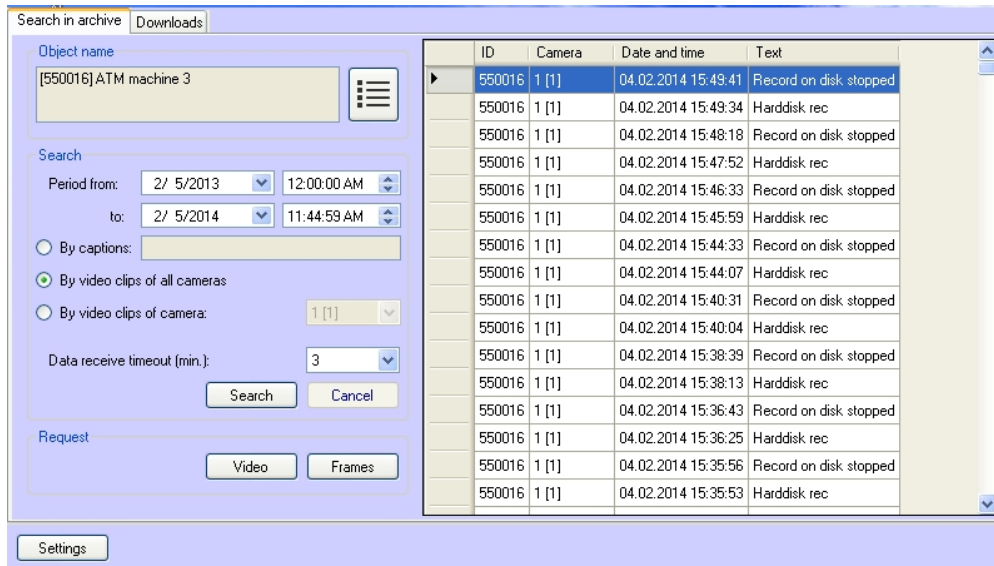 Search in archive Downloads
Object name
[550016] ATM machine 3
Search
Period from: 2/ 5/2013 12:00:00 AM
to: 2/ 5/2014 11:44:59 AM
By captions:
By video clips of all cameras
By video clips of camera: 1 [1]
Data receive timeout (min.): 3
Search Cancel
Request
Video Frames
Settings
ID Camera Date and time Text
550016 1 [1] 04.02.2014 15:49:41 Record on disk stopped
550016 1 [1] 04.02.2014 15:49:34 Harddisk rec
550016 1 [1] 04.02.2014 15:48:18 Record on disk stopped
550016 1 [1] 04.02.2014 15:47:52 Harddisk rec
550016 1 [1] 04.02.2014 15:46:33 Record on disk stopped
550016 1 [1] 04.02.2014 15:45:59 Harddisk rec
550016 1 [1] 04.02.2014 15:44:33 Record on disk stopped
550016 1 [1] 04.02.2014 15:44:07 Harddisk rec
550016 1 [1] 04.02.2014 15:40:31 Record on disk stopped
550016 1 [1] 04.02.2014 15:40:04 Harddisk rec
550016 1 [1] 04.02.2014 15:38:39 Record on disk stopped
550016 1 [1] 04.02.2014 15:38:13 Harddisk rec
550016 1 [1] 04.02.2014 15:36:43 Record on disk stopped
550016 1 [1] 04.02.2014 15:36:25 Harddisk rec
550016 1 [1] 04.02.2014 15:35:56 Record on disk stopped
550016 1 [1] 04.02.2014 15:35:53 Harddisk rec